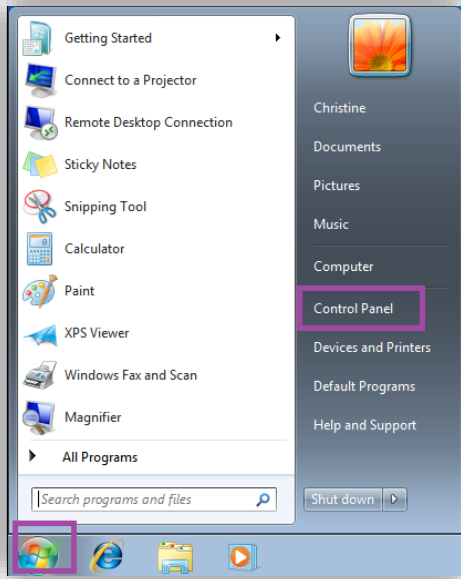 Getting Started
Connect to a Projector
Remote Desktop Connection
Sticky Notes
Snipping Tool
Calculator
Paint
XPS Viewer
Windows Fax and Scan
Magnifier
All Programs
Search programs and files
Christine
Documents
Pictures
Music
Computer
Control Panel
Devices and Printers
Default Programs
Help and Support
Shut down